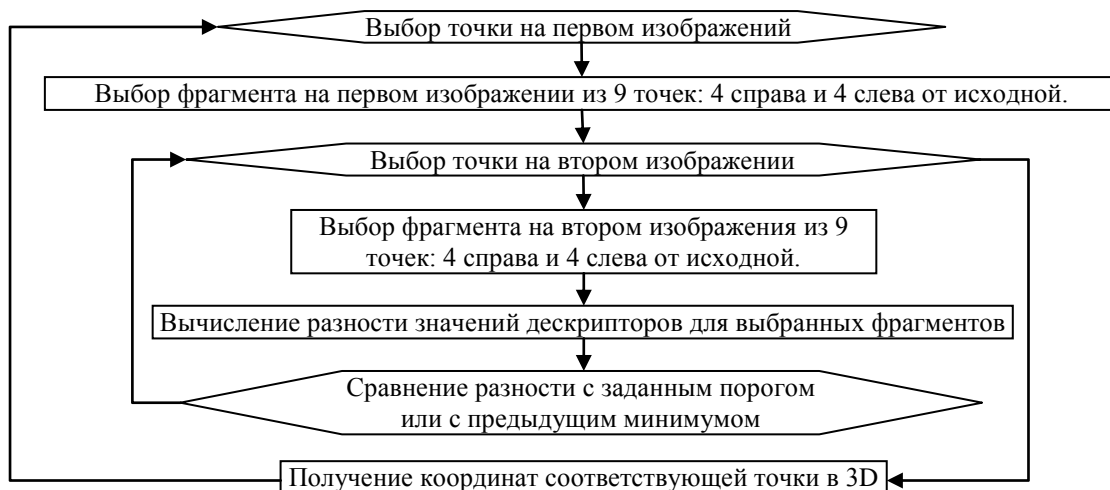 Выбор точки на первом изображений
Выбор фрагмента на первом изображении из 9 точек: 4 справа и 4 слева от исходной.
Выбор точки на втором изображении
Выбор фрагмента на втором изображения из 9
точек: 4 справа и 4 слева от исходной.
Вычисление разности значений дескрипторов для выбранных фрагментов
Сравнение разности с заданным порогом
или с предыдущим минимумом
Получение координат соответствующей точки в 3D